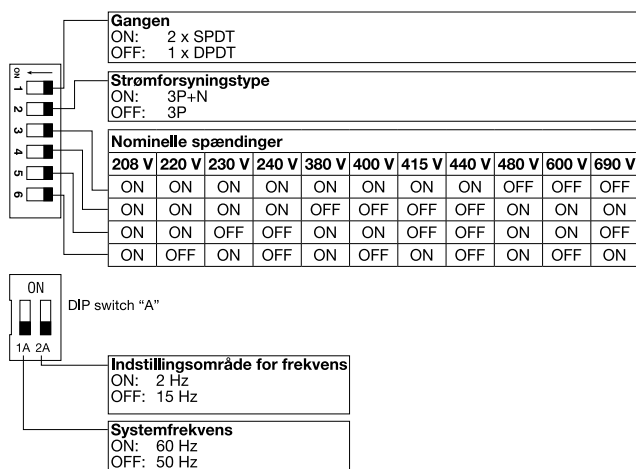 Gangen
ON: 2 x SPDT
OFF: 1 x DPDT
Strømforsyningstype
ON: 3P+N
OFF: 3P
Nominelle spændinger
208 V 220 V 230 V 240 V 380 V 400 V 415 V 440 V 480 V 600 V 690 V
ON ON ON ON ON ON ON ON OFF OFF OFF
ON ON ON ON OFF OFF OFF OFF ON ON ON
ON ON OFF OFF ON ON OFF OFF ON ON OFF
ON OFF ON OFF ON OFF ON OFF ON OFF ON
ON
1
2
3
4
5
6
ON
DIP switch “A”
1A 2A
Indstillingsområde for frekvens
ON: 2 Hz
OFF: 15 Hz
Systemfrekvens
ON: 60 Hz
OFF: 50 Hz